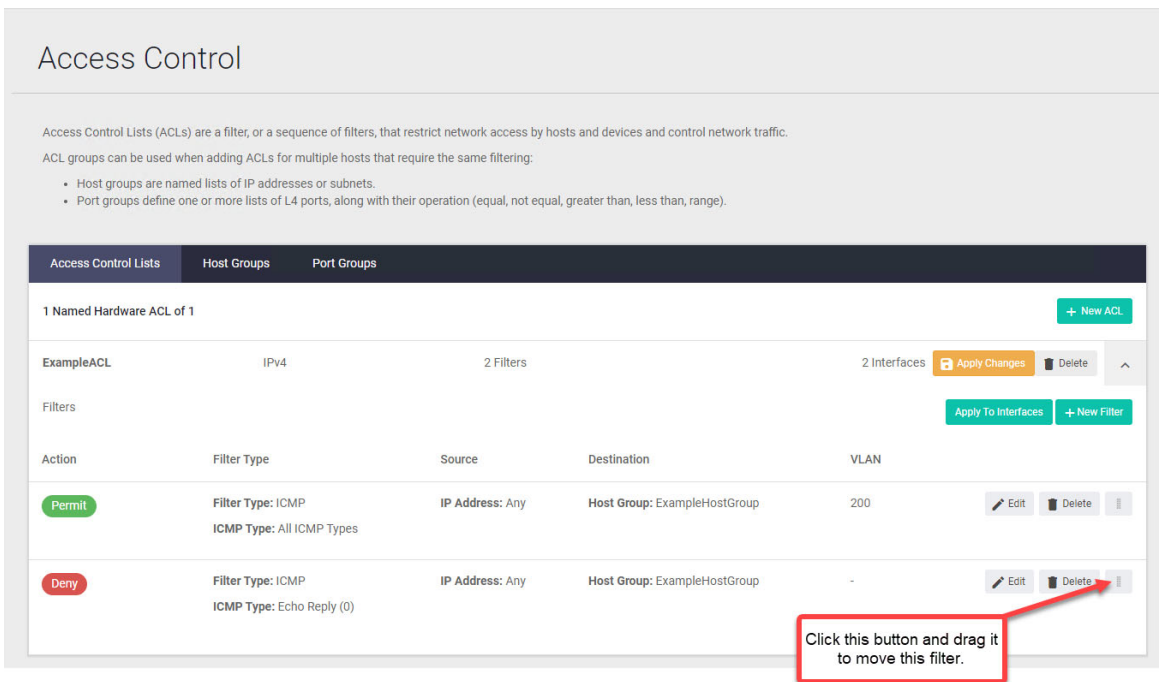 Access Control
Access Control Lists (ACLs) are a filter, or a sequence of filters, that restrict network access by hosts and devices and control network traffic.
ACL groups can be used when adding ACLs for multiple hosts that require the same filtering:
• Host groups are named lists of IP addresses or subnets.
• Port groups define one or more lists of L4 ports, along with their operation (equal, not equal, greater than, less than, range).
Access Control Lists Host Groups Port Groups
1 Named Hardware ACL of 1 + New ACL
ExampleACL IPv4 2 Filters 2 Interfaces Apply Changes Delete
Filters Apply To Interfaces + New Filter
Action Filter Type Source Destination VLAN
Permit Filter Type: ICMP IP Address: Any Host Group: ExampleHostGroup 200 Edit Delete
ICMP Type: All ICMP Types
Deny Filter Type: ICMP IP Address: Any Host Group: ExampleHostGroup - Edit Delete
ICMP Type: Echo Reply (0)
Click this button and drag it
to move this filter.